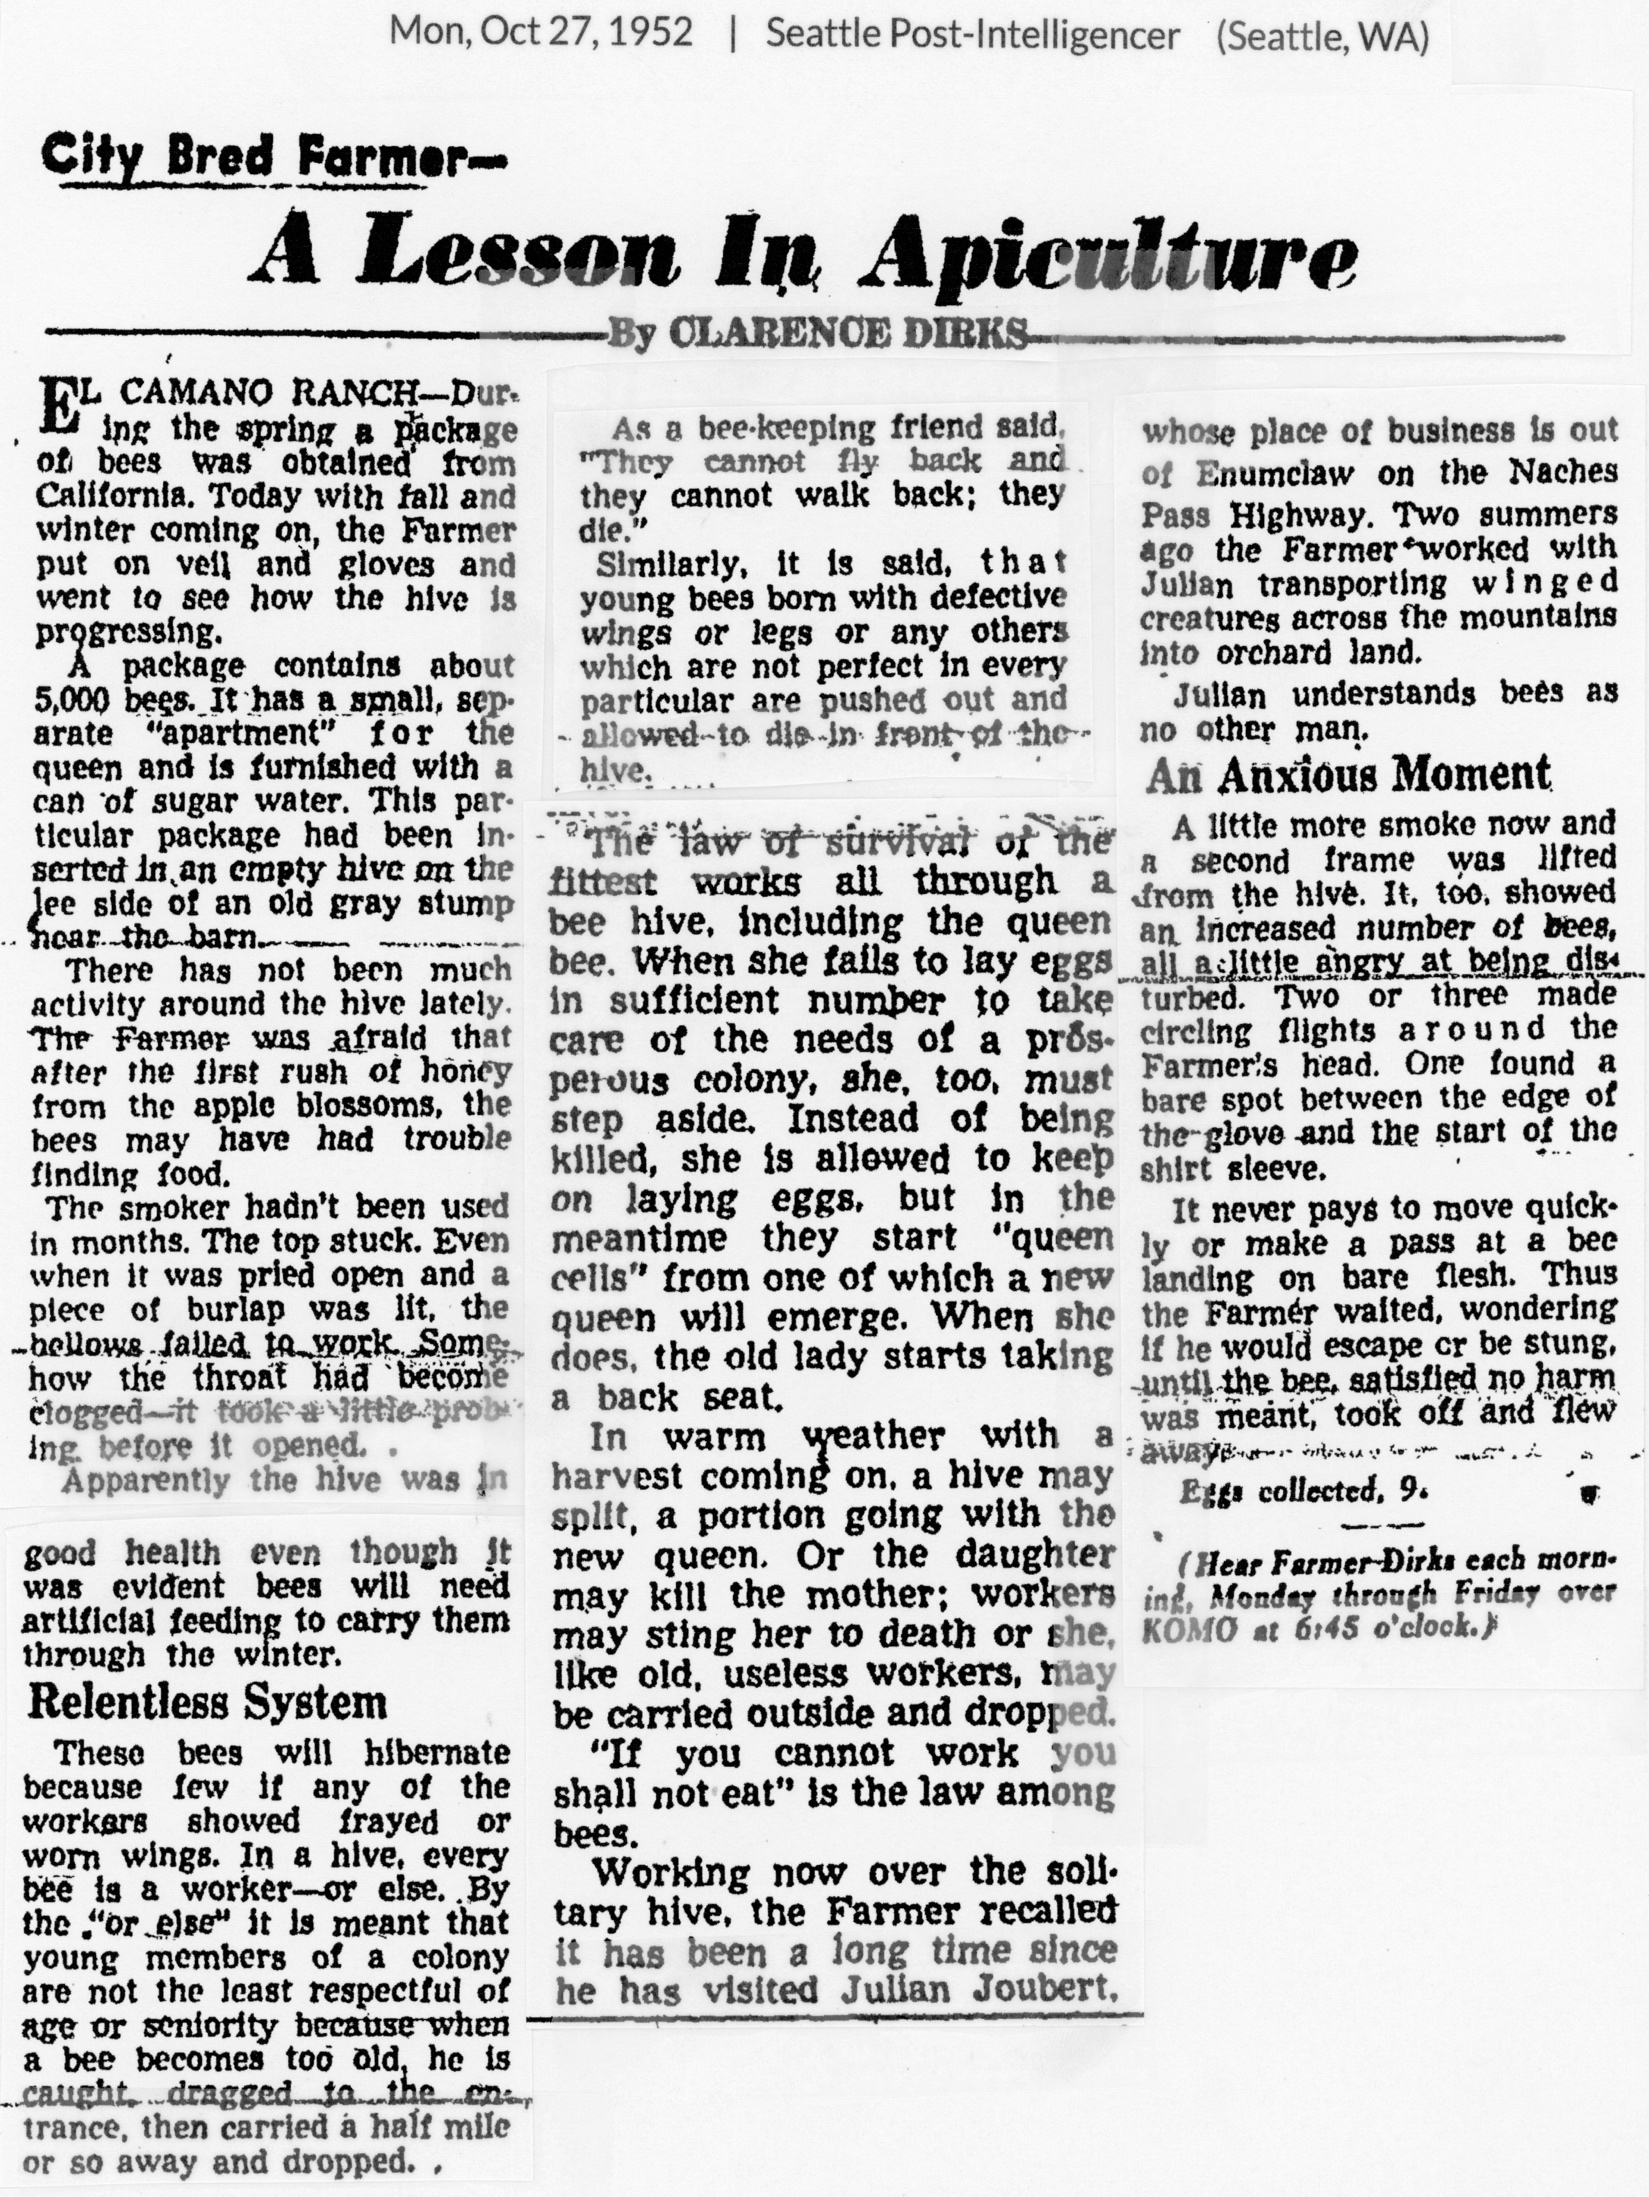 Mon, Oct 27, 1952 | Seattle Post-Intelligencer (Seattle, WA)
City Bred Farmer—
A Lesson In Apiculture
By CLARENCE DIRKS
EL CAMANO RANCH—Dur-
ing the spring a package
of bees was obtained from
California. Today with fall and
winter coming on, the Farmer
put on veil and gloves and
went to see how the hive is
progressing.
A package contains about
5,000 bees. It has a small, sep-
arate "apartment" for the
queen and is furnished with a
can of sugar water. This par-
ticular package had been in-
serted in an empty hive on the
lee side of an old gray stump
near the barn.
There has not been much
activity around the hive lately.
The Farmer was afraid that
after the first rush of honey
from the apple blossoms, the
bees may have had trouble
finding food.
The smoker hadn't been used
in months. The top stuck. Even
when it was pried open and a
piece of burlap was lit, the
bellows failed to work. Some-
how the throat had become
clogged—it took a little prob-
ing before it opened.
Apparently the hive was in
good health even though it
was evident bees will need
artificial feeding to carry them
through the winter.
Relentless System
These bees will hibernate
because few if any of the
workers showed frayed or
worn wings. In a hive, every
bee is a worker—or else. By
the "or else" it is meant that
young members of a colony
are not the least respectful of
age or seniority because when
a bee becomes too old, he is
caught, dragged to the en-
trance, then carried a half mile
or so away and dropped.
As a bee-keeping friend said,
"They cannot fly back and
they cannot walk back; they
die."
Similarly, it is said, that
young bees born with defective
wings or legs or any others
which are not perfect in every
particular are pushed out and
allowed to die in front of the
hive.
The law of survival of the
fittest works all through a
bee hive, including the queen
bee. When she fails to lay eggs
in sufficient number to take
care of the needs of a pros-
perous colony, she, too, must
step aside. Instead of being
killed, she is allowed to keep
on laying eggs, but in the
meantime they start "queen
cells" from one of which a new
queen will emerge. When she
does, the old lady starts taking
a back seat.
In warm weather with a
harvest coming on, a hive may
split, a portion going with the
new queen. Or the daughter
may kill the mother; workers
may sting her to death or she,
like old, useless workers, may
be carried outside and dropped.
"If you cannot work you
shall not eat" is the law among
bees.
Working now over the soli-
tary hive, the Farmer recalled
it has been a long time since
he has visited Julian Joubert,
whose place of business is out
of Enumclaw on the Naches
Pass Highway. Two summers
ago the Farmer worked with
Julian transporting winged
creatures across the mountains
into orchard land.
Julian understands bees as
no other man.
An Anxious Moment
A little more smoke now and
a second frame was lifted
from the hive. It, too, showed
an increased number of bees,
all a little angry at being dis-
turbed. Two or three made
circling flights around the
Farmer's head. One found a
bare spot between the edge of
the glove and the start of the
shirt sleeve.
It never pays to move quick-
ly or make a pass at a bee
landing on bare flesh. Thus
the Farmer waited, wondering
if he would escape or be stung,
until the bee, satisfied no harm
was meant, took off and flew
away.
Eggs collected, 9.
(Hear Farmer Dirks each morn-
ing, Monday through Friday over
KOMO at 6:45 o'clock.)